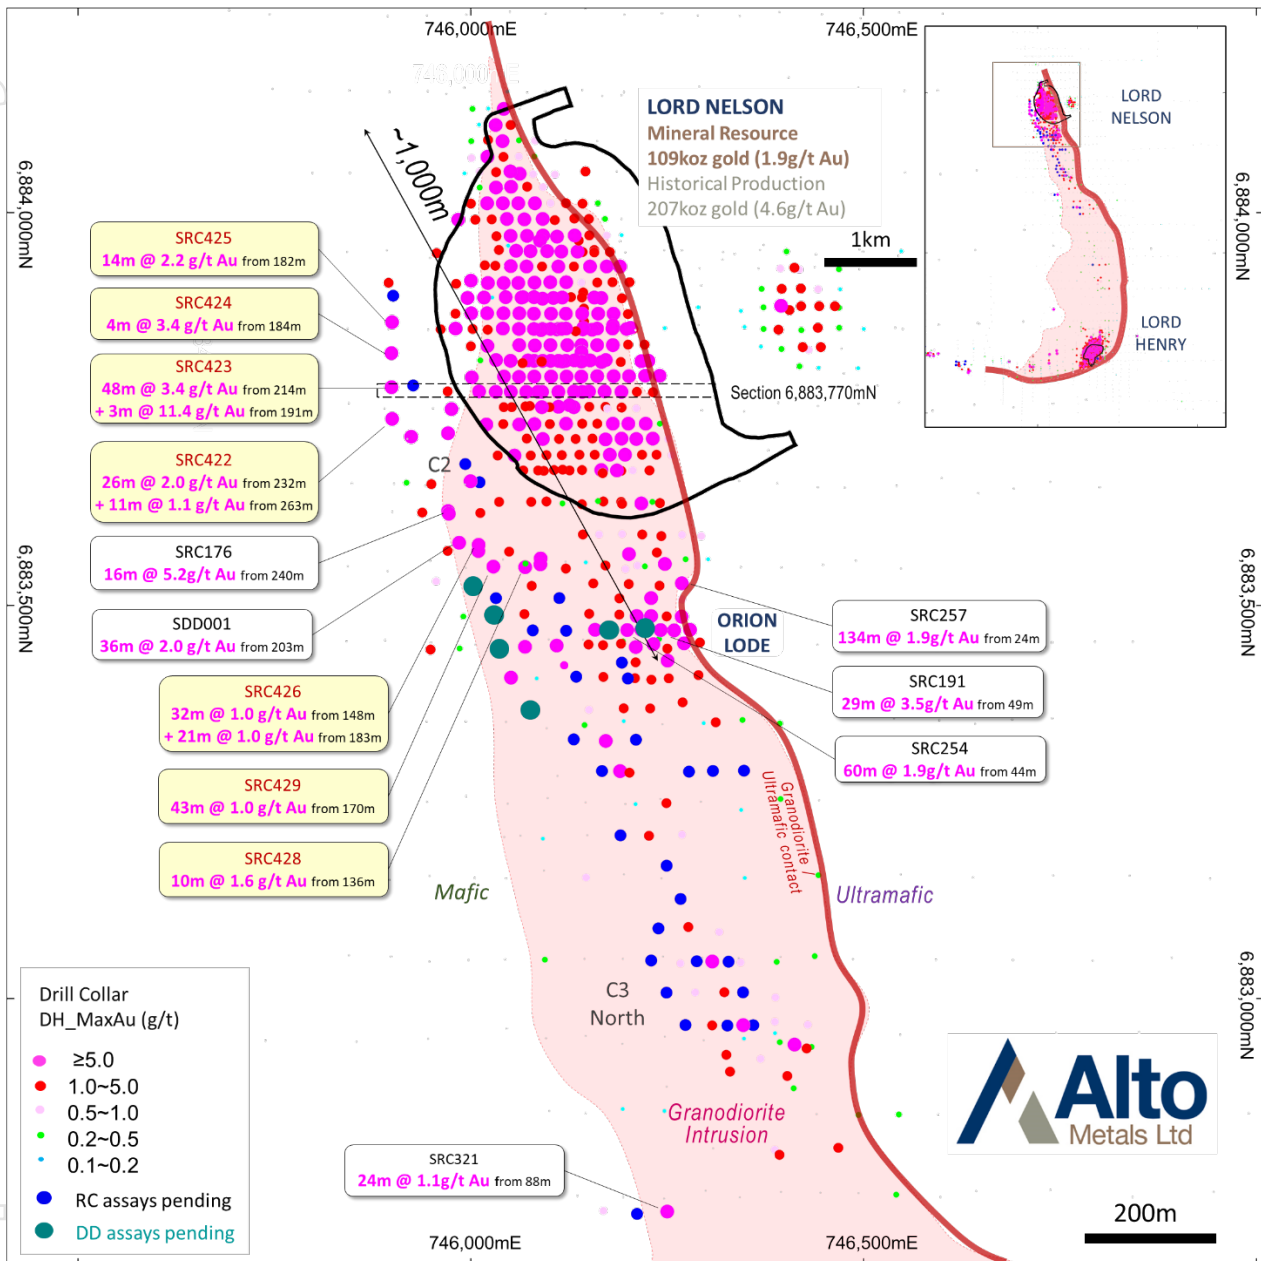 746,000mE
746,500mE
746,000mE
~1,000m
LORD NELSON
Mineral Resource
109koz gold (1.9g/t Au)
Historical Production
207koz gold (4.6g/t Au)
1km
LORD
NELSON
LORD
HENRY
6,884,000mN
6,884,000mN
SRC425
14m @ 2.2 g/t Au from 182m
SRC424
4m @ 3.4 g/t Au from 184m
SRC423
48m @ 3.4 g/t Au from 214m
+ 3m @ 11.4 g/t Au from 191m
Section 6,883,770mN
SRC422
26m @ 2.0 g/t Au from 232m
+ 11m @ 1.1 g/t Au from 263m
C2
SRC176
16m @ 5.2g/t Au from 240m
SDD001
36m @ 2.0 g/t Au from 203m
6,883,500mN
6,883,500mN
ORION
LODE
SRC257
134m @ 1.9g/t Au from 24m
SRC191
29m @ 3.5g/t Au from 49m
SRC254
60m @ 1.9g/t Au from 44m
SRC426
32m @ 1.0 g/t Au from 148m
+ 21m @ 1.0 g/t Au from 183m
SRC429
43m @ 1.0 g/t Au from 170m
SRC428
10m @ 1.6 g/t Au from 136m
Granodiorite
Ultramafic contact
Mafic
Ultramafic
C3
North
6,883,000mN
Granodiorite
Intrusion
Drill Collar
DH_MaxAu (g/t)
≥5.0
1.0~5.0
0.5~1.0
0.2~0.5
0.1~0.2
RC assays pending
DD assays pending
SRC321
24m @ 1.1g/t Au from 88m
Alto
Metals Ltd
200m
746,000mE
746,500mE